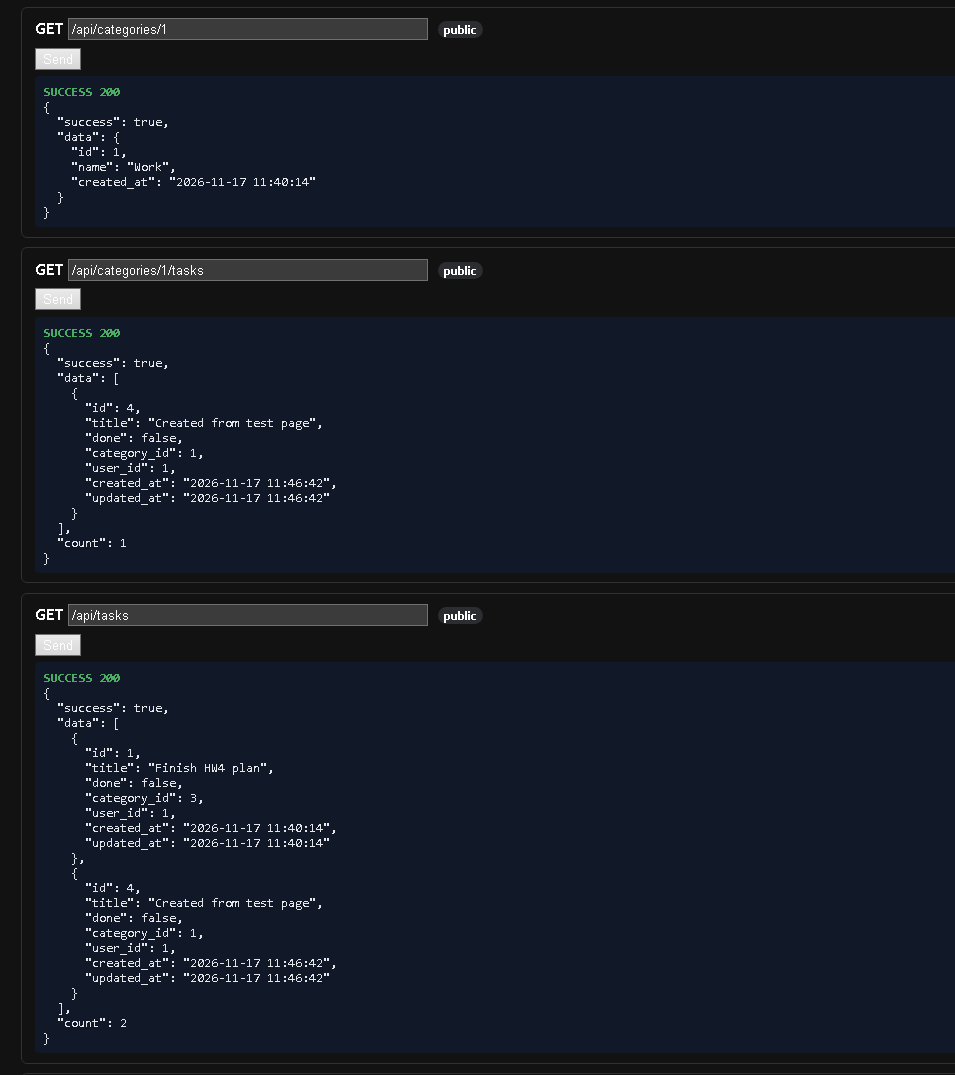 GET /api/categories/1 public
Send
SUCCESS 200
{
  "success": true,
  "data": {
    "id": 1,
    "name": "Work",
    "created_at": "2026-11-17 11:40:14"
  }
}
GET /api/categories/1/tasks public
Send
SUCCESS 200
{
  "success": true,
  "data": [
    {
      "id": 4,
      "title": "Created from test page",
      "done": false,
      "category_id": 1,
      "user_id": 1,
      "created_at": "2026-11-17 11:46:42",
      "updated_at": "2026-11-17 11:46:42"
    }
  ],
  "count": 1
}
GET /api/tasks public
Send
SUCCESS 200
{
  "success": true,
  "data": [
    {
      "id": 1,
      "title": "Finish HW4 plan",
      "done": false,
      "category_id": 3,
      "user_id": 1,
      "created_at": "2026-11-17 11:40:14",
      "updated_at": "2026-11-17 11:40:14"
    },
    {
      "id": 4,
      "title": "Created from test page",
      "done": false,
      "category_id": 1,
      "user_id": 1,
      "created_at": "2026-11-17 11:46:42",
      "updated_at": "2026-11-17 11:46:42"
    }
  ],
  "count": 2
}